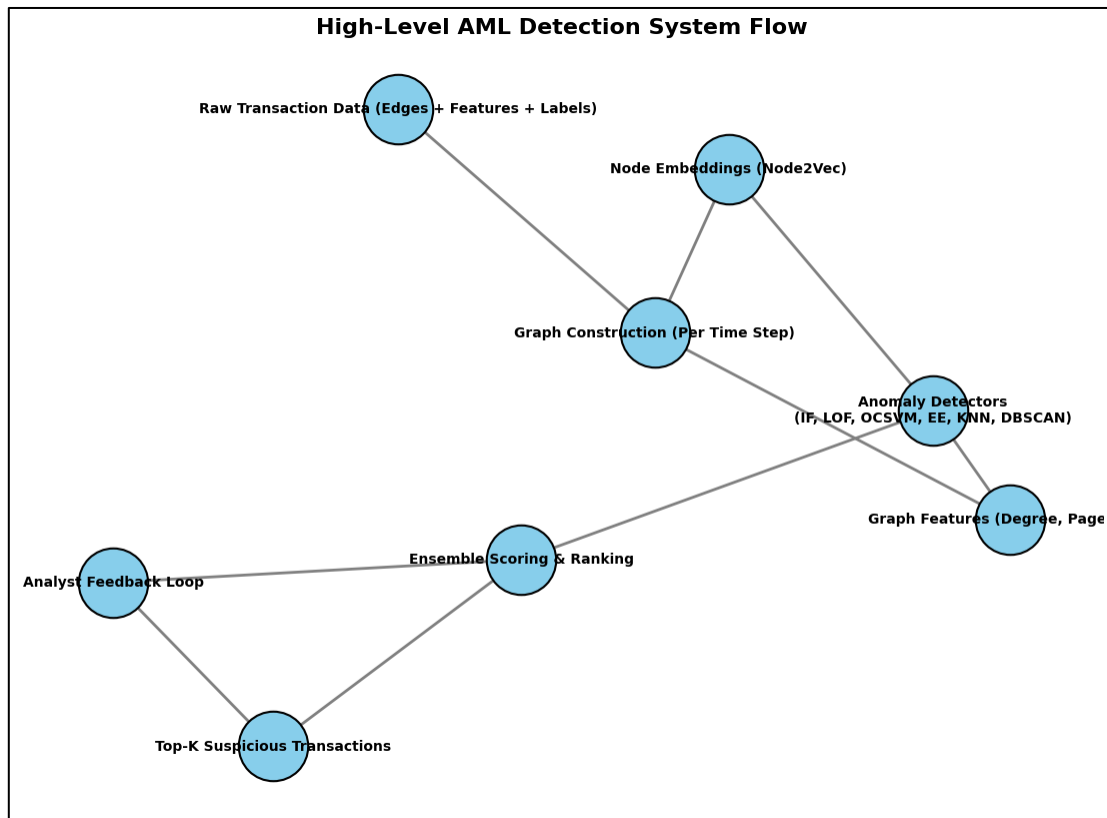 High-Level AML Detection System Flow
Raw Transaction Data (Edges + Features + Labels)
Node Embeddings (Node2Vec)
Graph Construction (Per Time Step)
Anomaly Detectors
(IF, LOF, OCSVM, EE, KNN, DBSCAN)
Graph Features (Degree, Page
Ensemble Scoring & Ranking
Analyst Feedback Loop
Top-K Suspicious Transactions